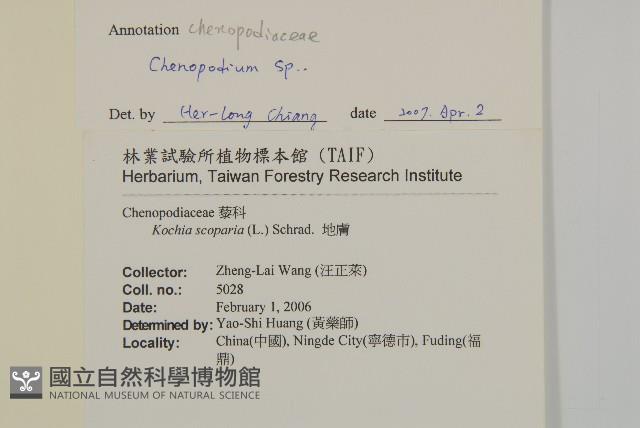 Annotation chenopodiaceae
Chenopodium sp..
Det. by Her-Long Chiang date 2007. Apr. 2
林業試驗所植物標本館 (TAIF)
Herbarium, Taiwan Forestry Research Institute
Chenopodiaceae 藜科
Kochia scoparia (L.) Schrad. 地膚
Collector: Zheng-Lai Wang (汪正萊)
Coll. no.: 5028
Date: February 1, 2006
Determined by: Yao-Shi Huang (黃藥師)
Locality: China(中國), Ningde City(寧德市), Fuding(福
鼎)
國立自然科學博物館
NATIONAL MUSEUM OF NATURAL SCIENCE